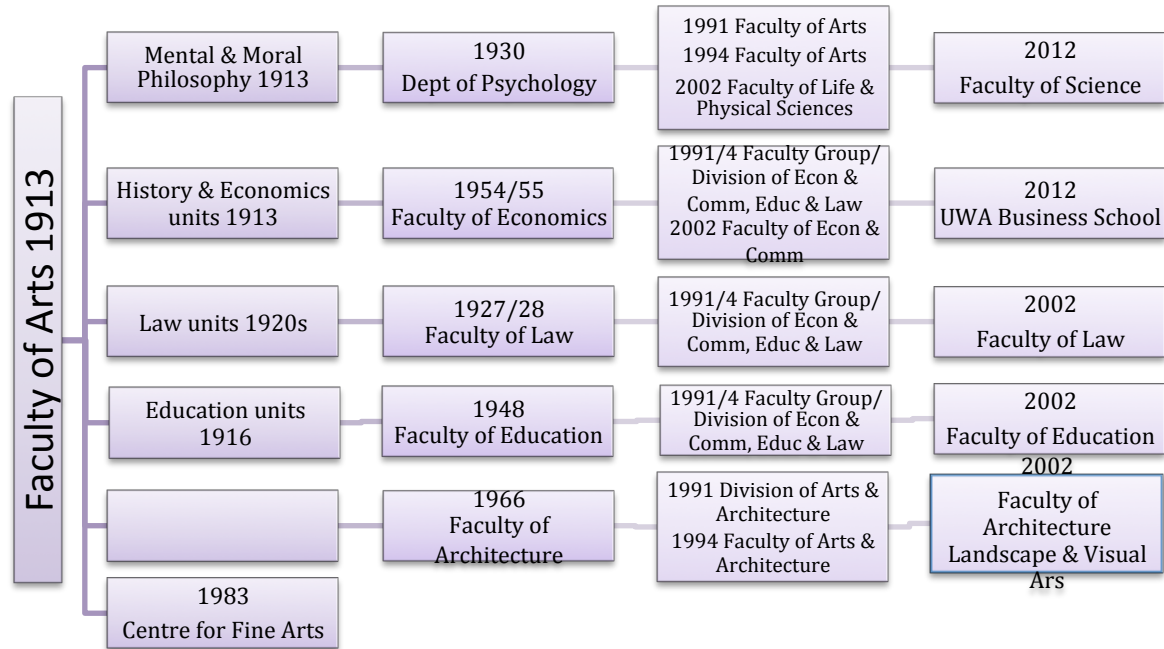 Faculty of Arts 1913
Mental & Moral
Philosophy 1913
1930
Dept of Psychology
1991 Faculty of Arts
1994 Faculty of Arts
2002 Faculty of Life &
Physical Sciences
2012
Faculty of Science
History & Economics
units 1913
1954/55
Faculty of Economics
1991/4 Faculty Group/
Division of Econ &
Comm, Educ & Law
2002 Faculty of Econ &
Comm
2012
UWA Business School
Law units 1920s
1927/28
Faculty of Law
1991/4 Faculty Group/
Division of Econ &
Comm, Educ & Law
2002
Faculty of Law
Education units
1916
1948
Faculty of Education
1991/4 Faculty Group/
Division of Econ &
Comm, Educ & Law
2002
Faculty of Education
1966
Faculty of
Architecture
1991 Division of Arts &
Architecture
1994 Faculty of Arts &
Architecture
2002
Faculty of
Architecture
Landscape & Visual
Ars
1983
Centre for Fine Arts